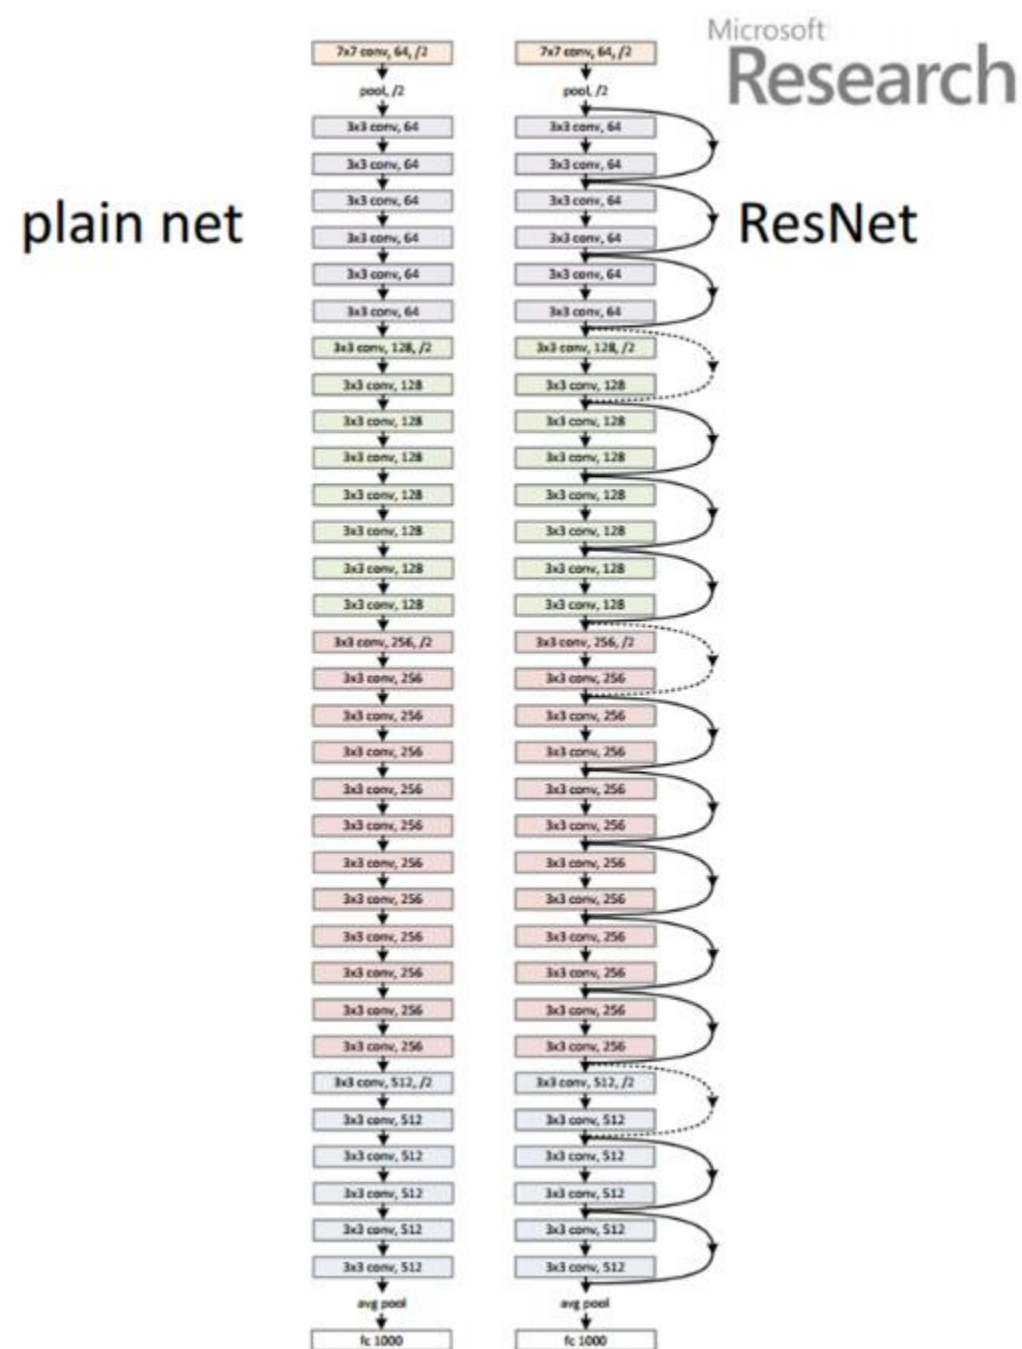 Microsoft
Research
plain net
ResNet
7x7 conv, 64, /2
pool, /2
3x3 conv, 64
3x3 conv, 64
3x3 conv, 64
3x3 conv, 64
3x3 conv, 64
3x3 conv, 64
3x3 conv, 128, /2
3x3 conv, 128
3x3 conv, 128
3x3 conv, 128
3x3 conv, 128
3x3 conv, 128
3x3 conv, 128
3x3 conv, 128
3x3 conv, 256, /2
3x3 conv, 256
3x3 conv, 256
3x3 conv, 256
3x3 conv, 256
3x3 conv, 256
3x3 conv, 256
3x3 conv, 256
3x3 conv, 256
3x3 conv, 256
3x3 conv, 256
3x3 conv, 256
3x3 conv, 512, /2
3x3 conv, 512
3x3 conv, 512
3x3 conv, 512
3x3 conv, 512
3x3 conv, 512
avg pool
fc 1000
7x7 conv, 64, /2
pool, /2
3x3 conv, 64
3x3 conv, 64
3x3 conv, 64
3x3 conv, 64
3x3 conv, 64
3x3 conv, 64
3x3 conv, 128, /2
3x3 conv, 128
3x3 conv, 128
3x3 conv, 128
3x3 conv, 128
3x3 conv, 128
3x3 conv, 128
3x3 conv, 128
3x3 conv, 256, /2
3x3 conv, 256
3x3 conv, 256
3x3 conv, 256
3x3 conv, 256
3x3 conv, 256
3x3 conv, 256
3x3 conv, 256
3x3 conv, 256
3x3 conv, 256
3x3 conv, 256
3x3 conv, 256
3x3 conv, 512, /2
3x3 conv, 512
3x3 conv, 512
3x3 conv, 512
3x3 conv, 512
3x3 conv, 512
avg pool
fc 1000